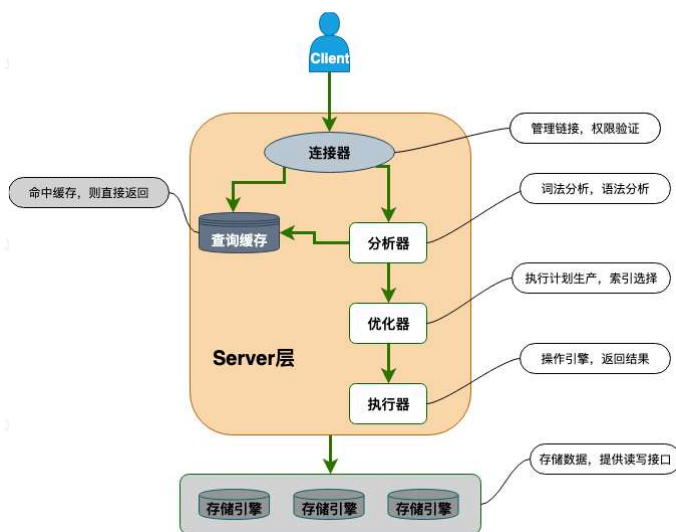 Client
连接器
管理链接，权限验证
命中缓存，则直接返回
词法分析，语法分析
查询缓存
分析器
执行计划生产，索引选择
优化器
Server层
操作引擎，返回结果
执行器
存储数据，提供读写接口
存储引擎 存储引擎 存储引擎